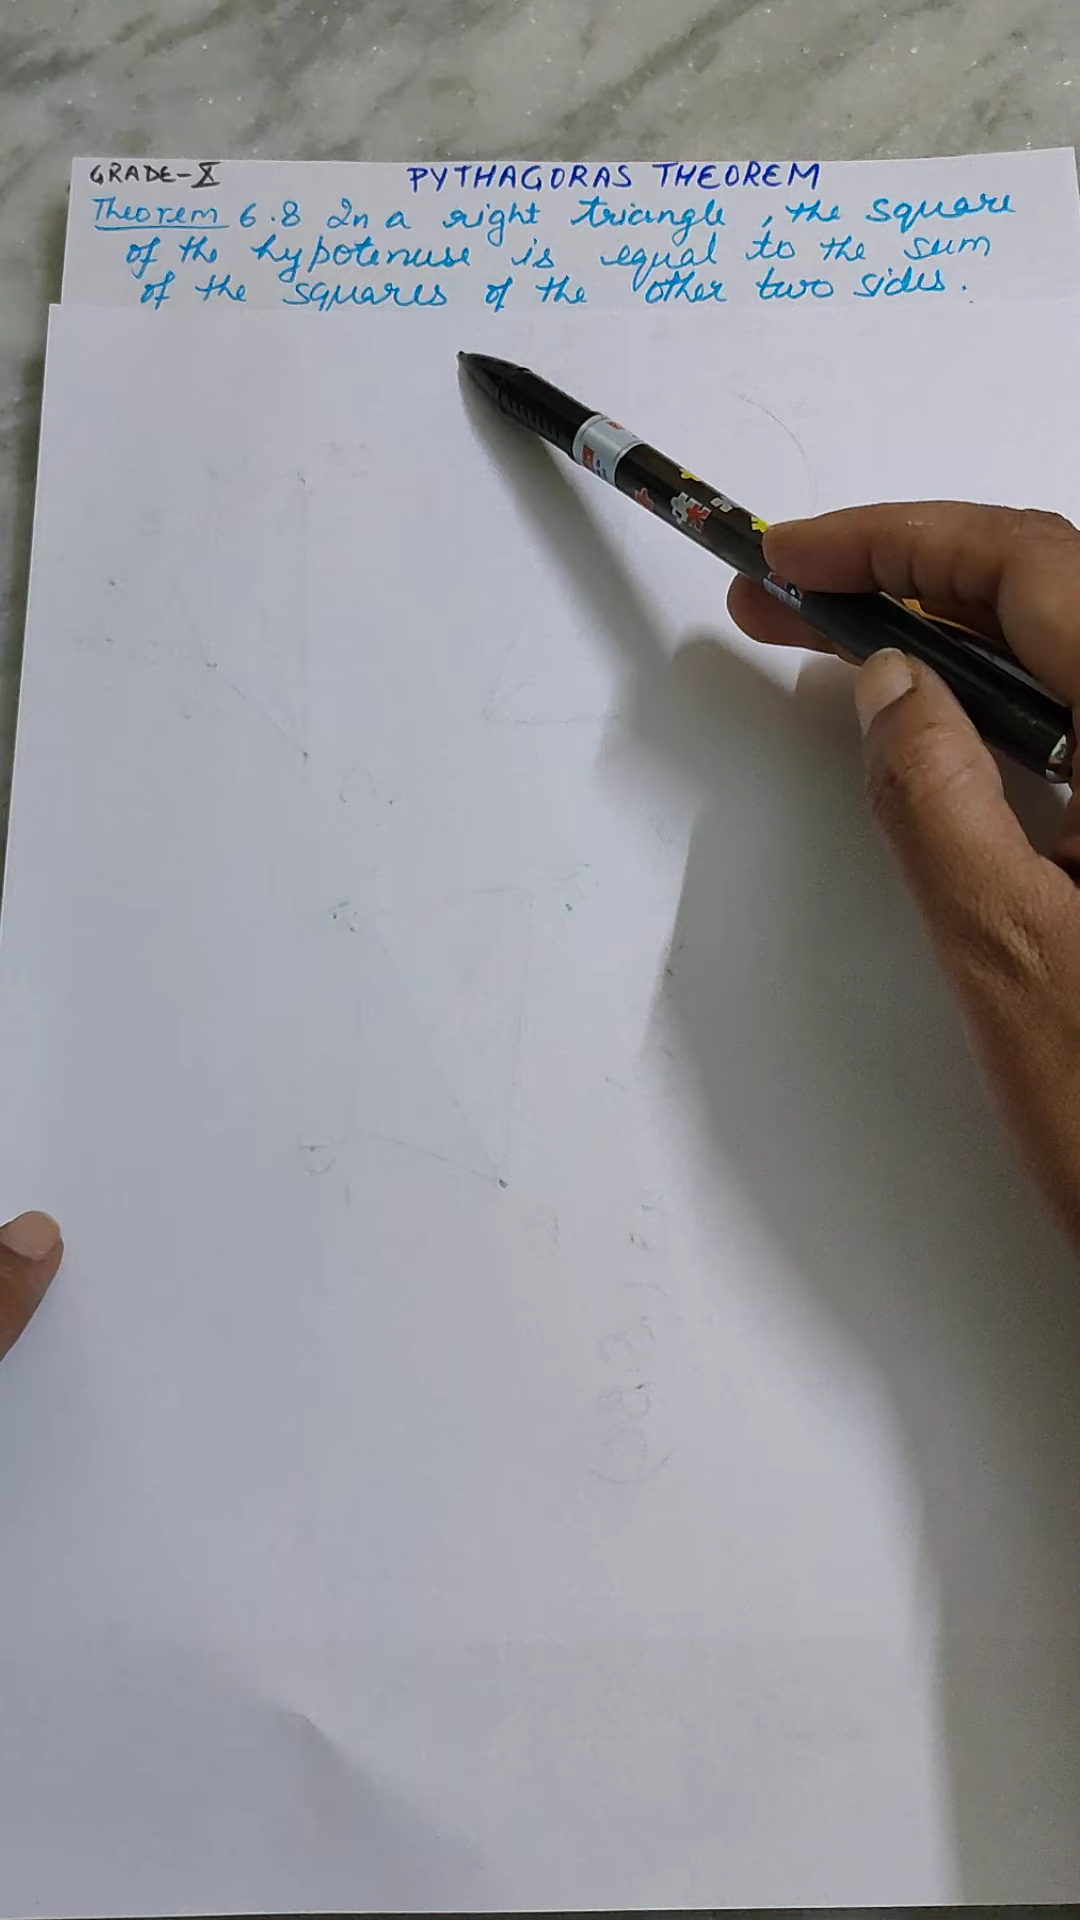 GRADE-X PYTHAGORAS THEOREM
Theorem 6.8 In a right triangle, the square
of the hypotenuse is equal to the sum
of the squares of the other two sides.